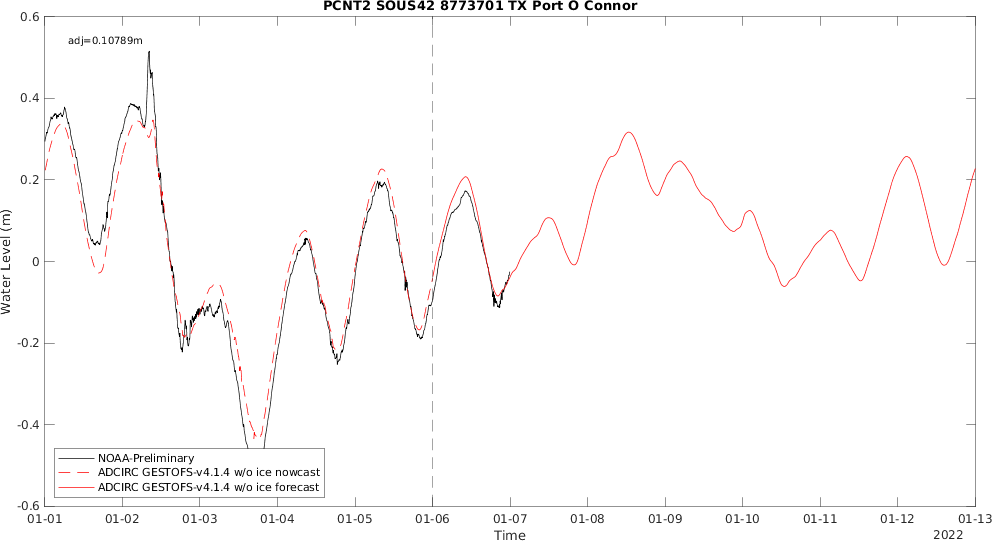 PCNT2 SOUS42 8773701 TX Port O Connor
adj=0.10789m
0.6
0.4
0.2
0
-0.2
-0.4
-0.6
Water Level (m)
NOAA-Preliminary
ADCIRC GESTOFS-v4.1.4 w/o ice nowcast
ADCIRC GESTOFS-v4.1.4 w/o ice forecast
01-01 01-02 01-03 01-04 01-05 01-06 01-07 01-08 01-09 01-10 01-11 01-12 01-13
Time
2022